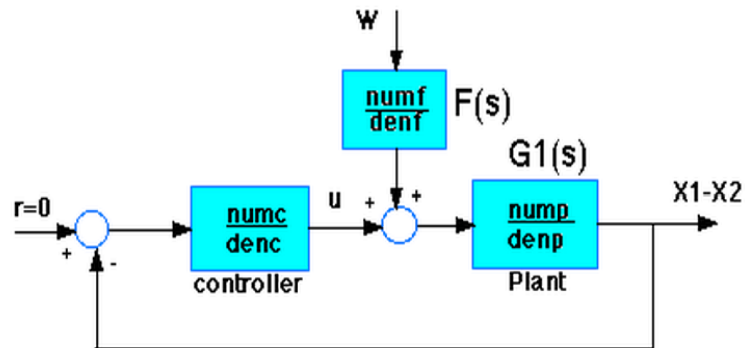 W
numf
denf
F(s)
G1(s)
r=0
+
-
numc
denc
controller
u
+
+
nump
denp
Plant
X1-X2